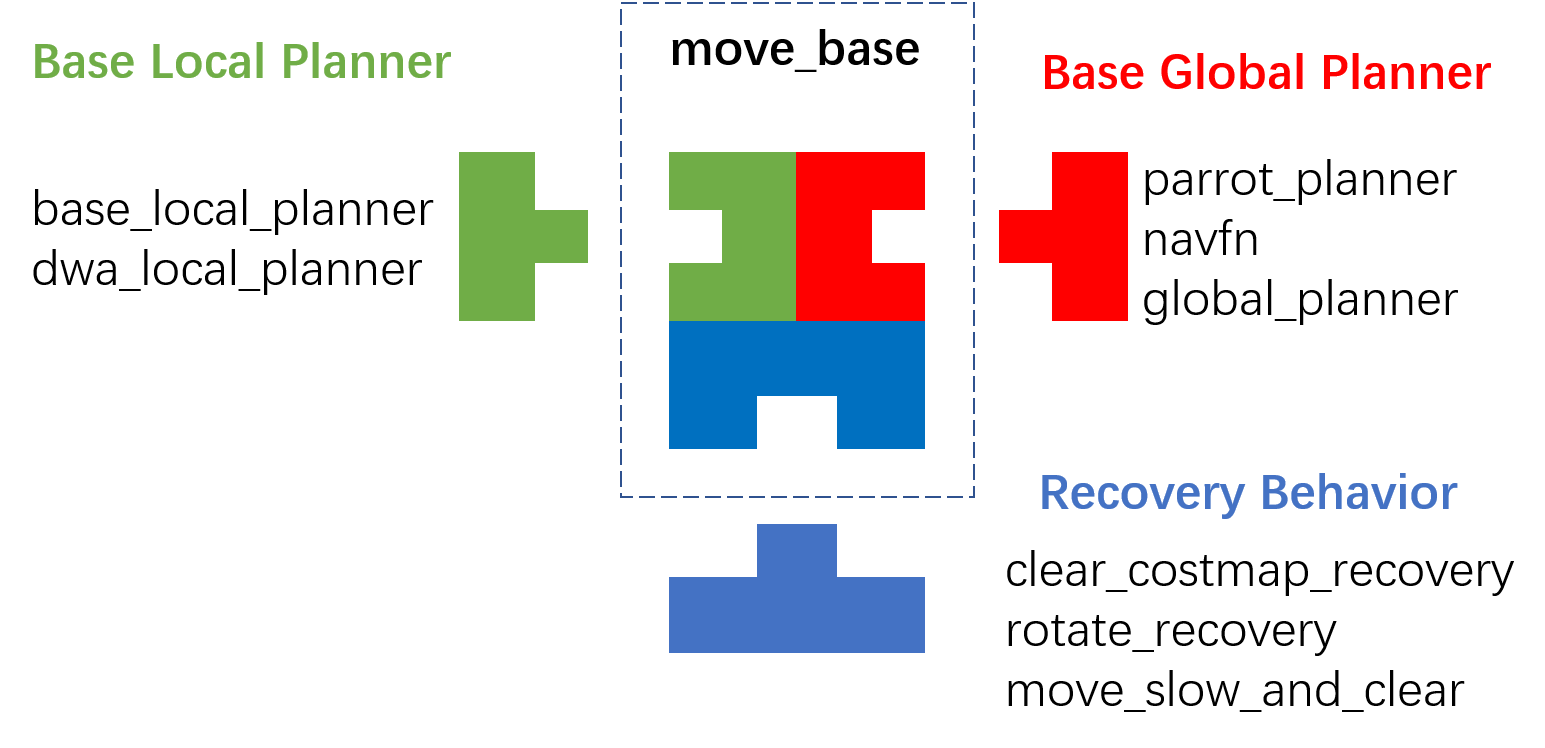 Base Local Planner
base_local_planner
dwa_local_planner
move_base
Base Global Planner
parrot_planner
navfn
global_planner
Recovery Behavior
clear_costmap_recovery
rotate_recovery
move_slow_and_clear